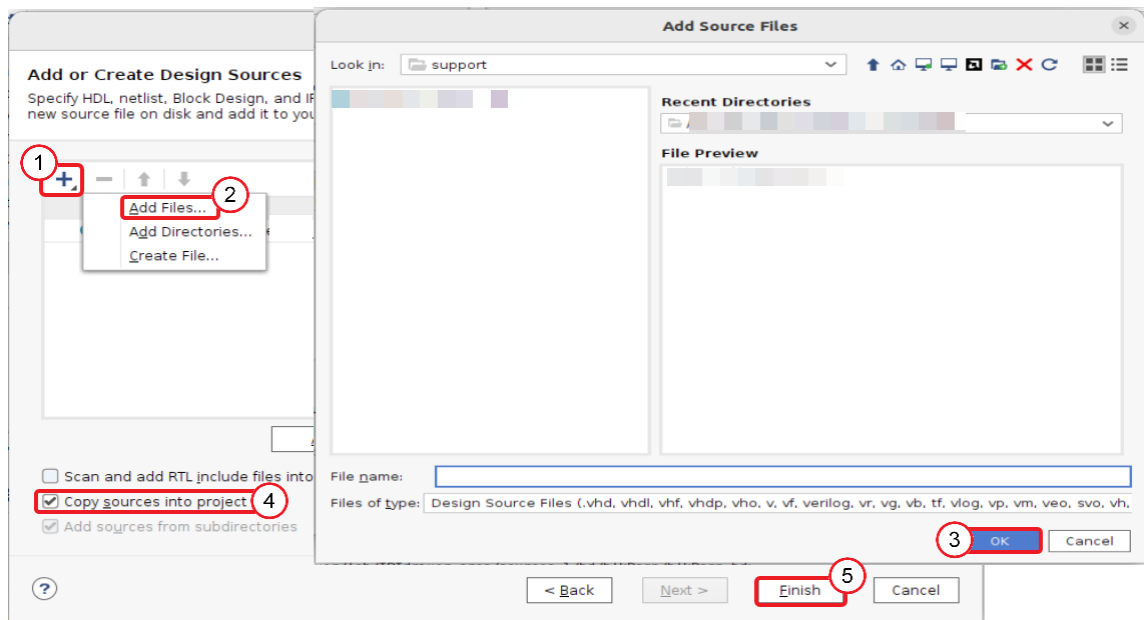 Add or Create Design Sources
Specify HDL, netlist, Block Design, and IP
new source file on disk and add it to you
1
2
Add Files...
Add Directories...
Create File...
Scan and add RTL include files into
Copy sources into project
4
Add sources from subdirectories
?
< Back
Next >
Finish
5
Cancel
Add Source Files
Look in:
support
Recent Directories
File Preview
File name:
Files of type:
Design Source Files (.vhd, vhdl, vhf, vhdp, vho, v, vf, verilog, vr, vg, vb, tf, vlog, vp, vm, veo, svo, vh,
3
OK
Cancel